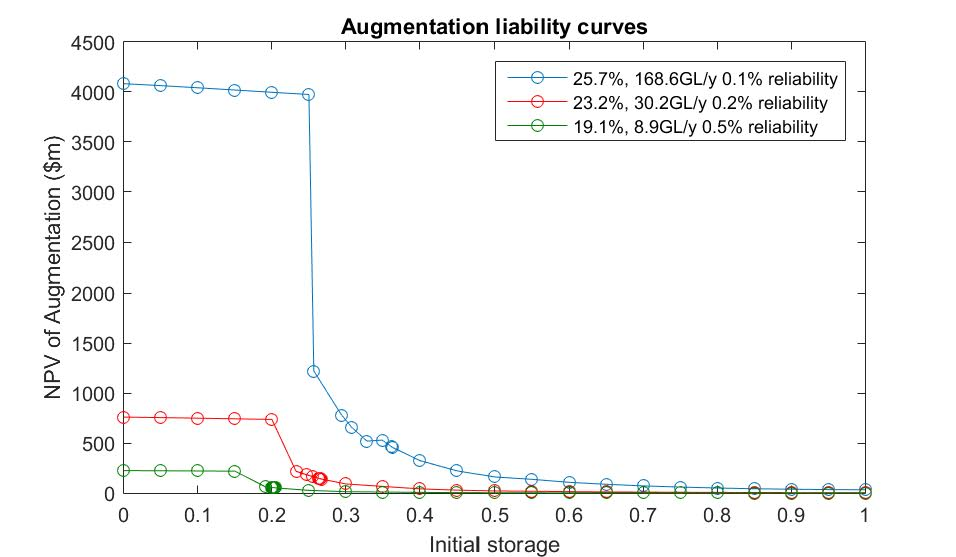 Augmentation liability curves
25.7%, 168.6GL/y 0.1% reliability
23.2%, 30.2GL/y 0.2% reliability
19.1%, 8.9GL/y 0.5% reliability
NPV of Augmentation ($m)
4500
4000
3500
3000
2500
2000
1500
1000
500
0
0 0.1 0.2 0.3 0.4 0.5 0.6 0.7 0.8 0.9 1
Initial storage